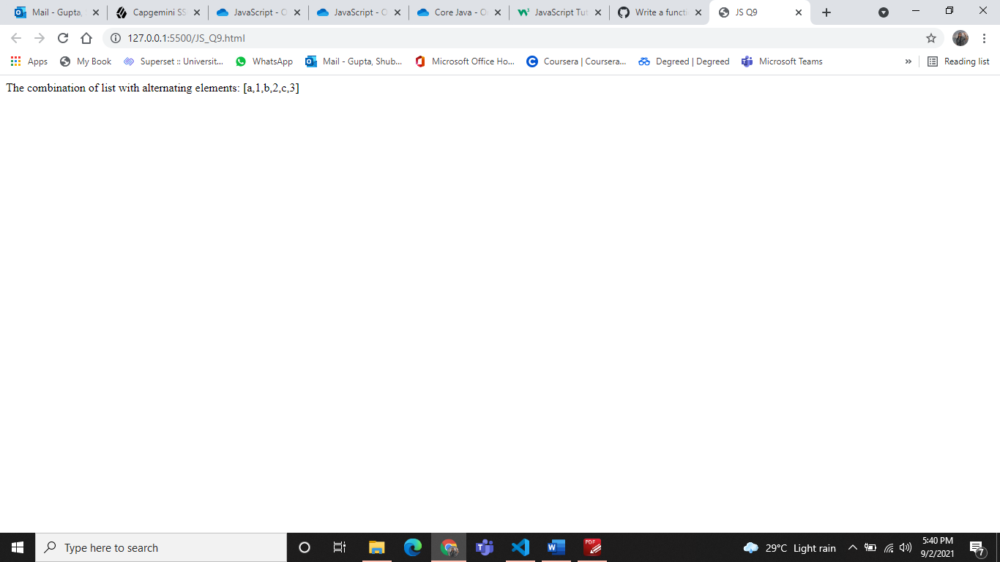 Mail - Gupta, Capgemini SS JavaScript - O JavaScript - O Core Java - O JavaScript Tut Write a functi JS Q9
127.0.0.1:5500/JS_Q9.html
Apps My Book Superset :: Universit... WhatsApp Mail - Gupta, Shub... Microsoft Office Ho... Coursera | Coursera... Degreed | Degreed Microsoft Teams » Reading list
The combination of list with alternating elements: [a,1,b,2,c,3]
Type here to search
29°C Light rain
5:40 PM
9/2/2021
7